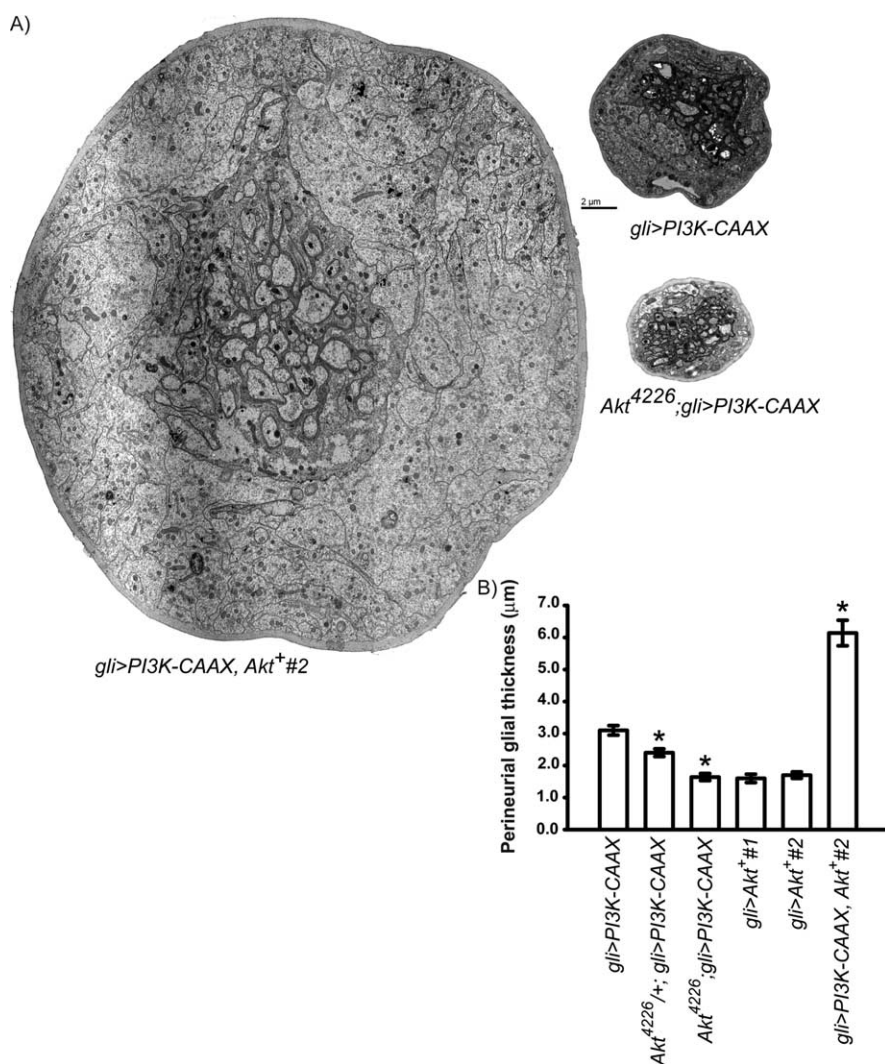 A)
2 µm
gli>PI3K-CAAX
Akt4226;gli>PI3K-CAAX
gli>PI3K-CAAX, Akt+#2
B)
Perineurial glial thickness (µm)
7.0
6.0
5.0
4.0
3.0
2.0
1.0
0.0
*
*
*
gli>PI3K-CAAX
Akt4226/+; gli>PI3K-CAAX
Akt4226;gli>PI3K-CAAX
gli>Akt+#1
gli>Akt+#2
gli>PI3K-CAAX, Akt+#2